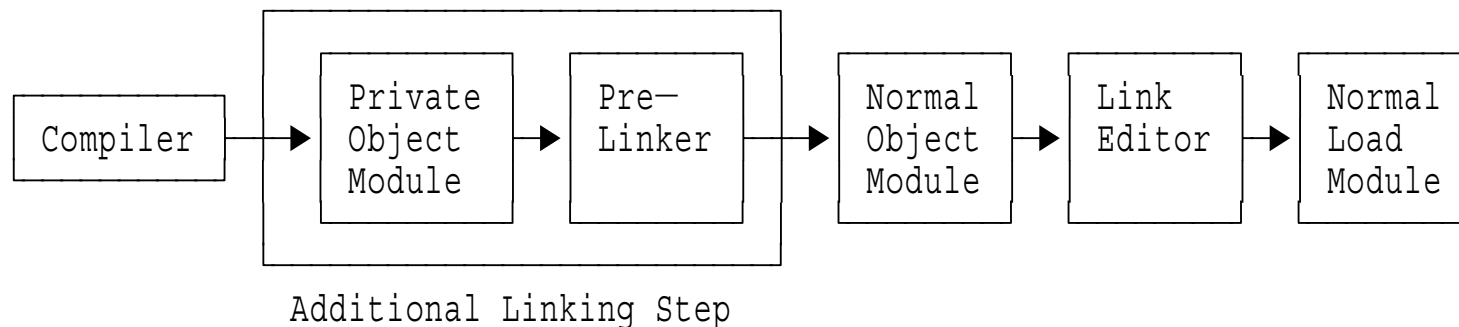 Compiler
Private
Object
Module
Pre—
Linker
Normal
Object
Module
Link
Editor
Normal
Load
Module
Additional Linking Step